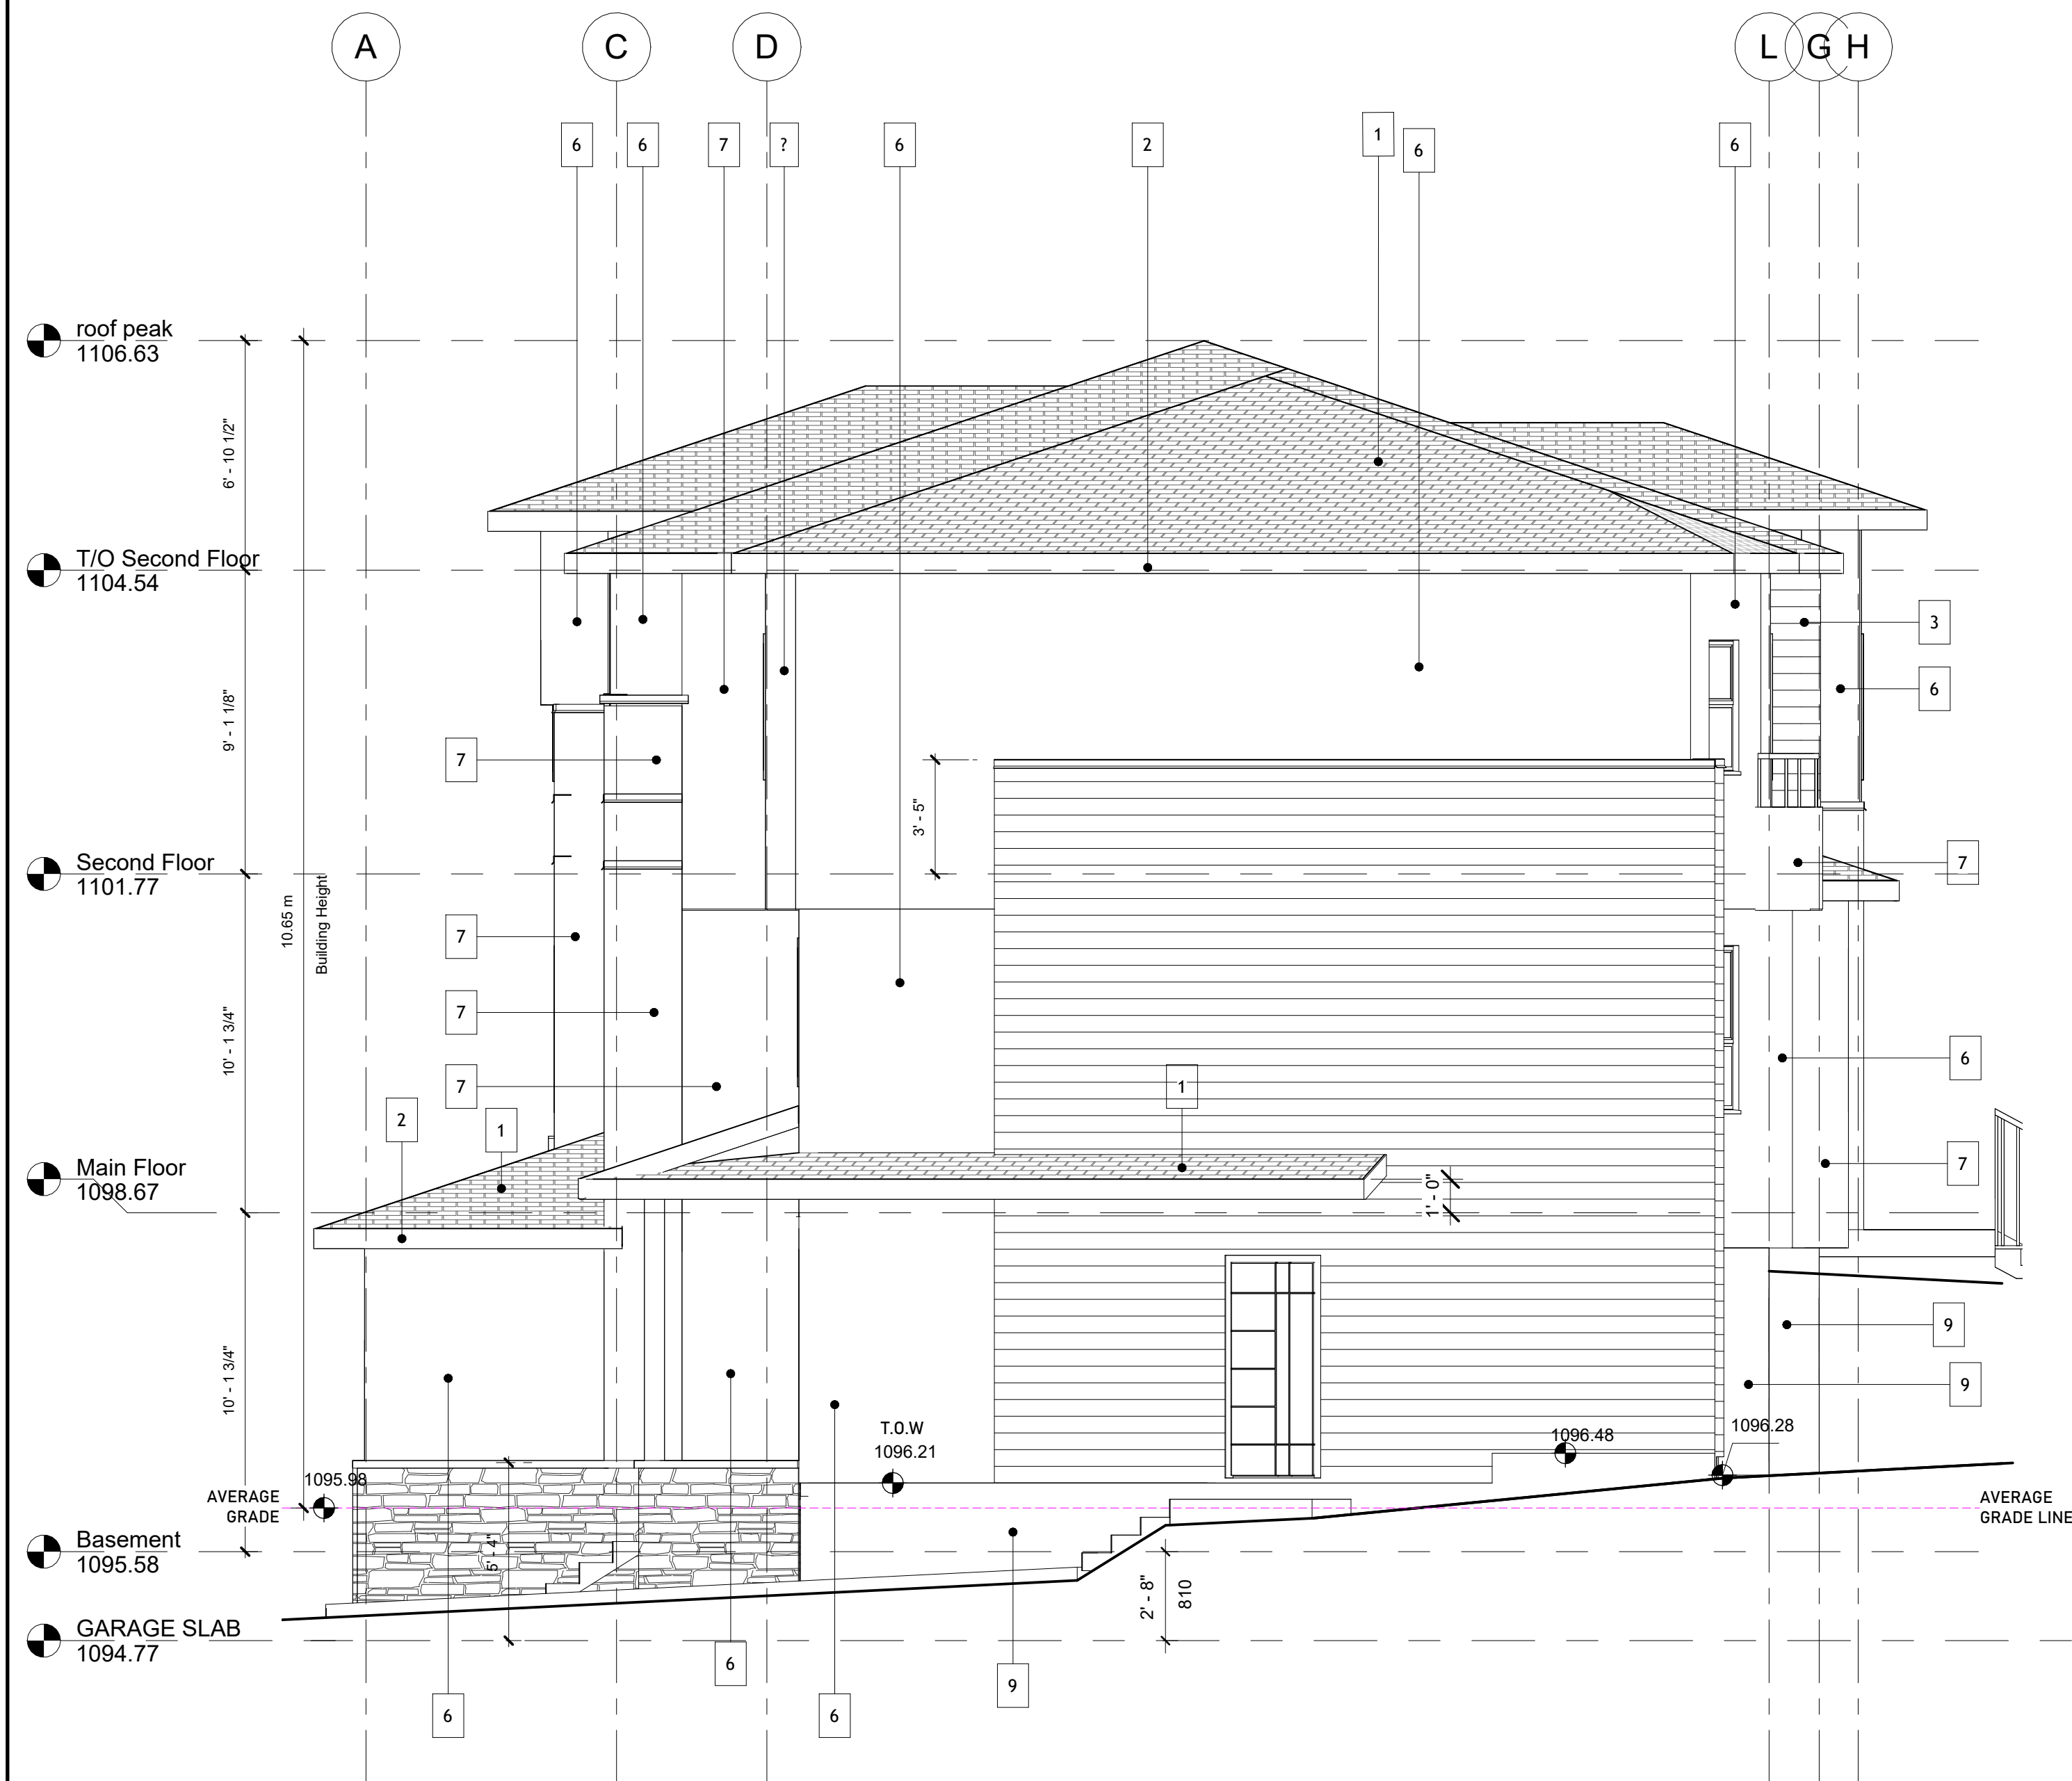 A
C
D
L
G
H
6
6
7
?
6
2
1
6
6
roof peak
1106.63
6' - 10 1/2"
T/O Second Floor
1104.54
3
6
9' - 1 1/8"
7
3' - 5"
Second Floor
1101.77
7
10.65 m
Building Height
7
7
10' - 1 3/4"
7
6
1
2
1
7
Main Floor
1098.67
1' - 0"
9
10' - 1 3/4"
9
T.O.W
1096.21
1096.48
1096.28
1095.98
AVERAGE
GRADE
AVERAGE
GRADE LINE
Basement
1095.58
5' - 4"
2' - 8"
810
GARAGE SLAB
1094.77
6
6
6
9